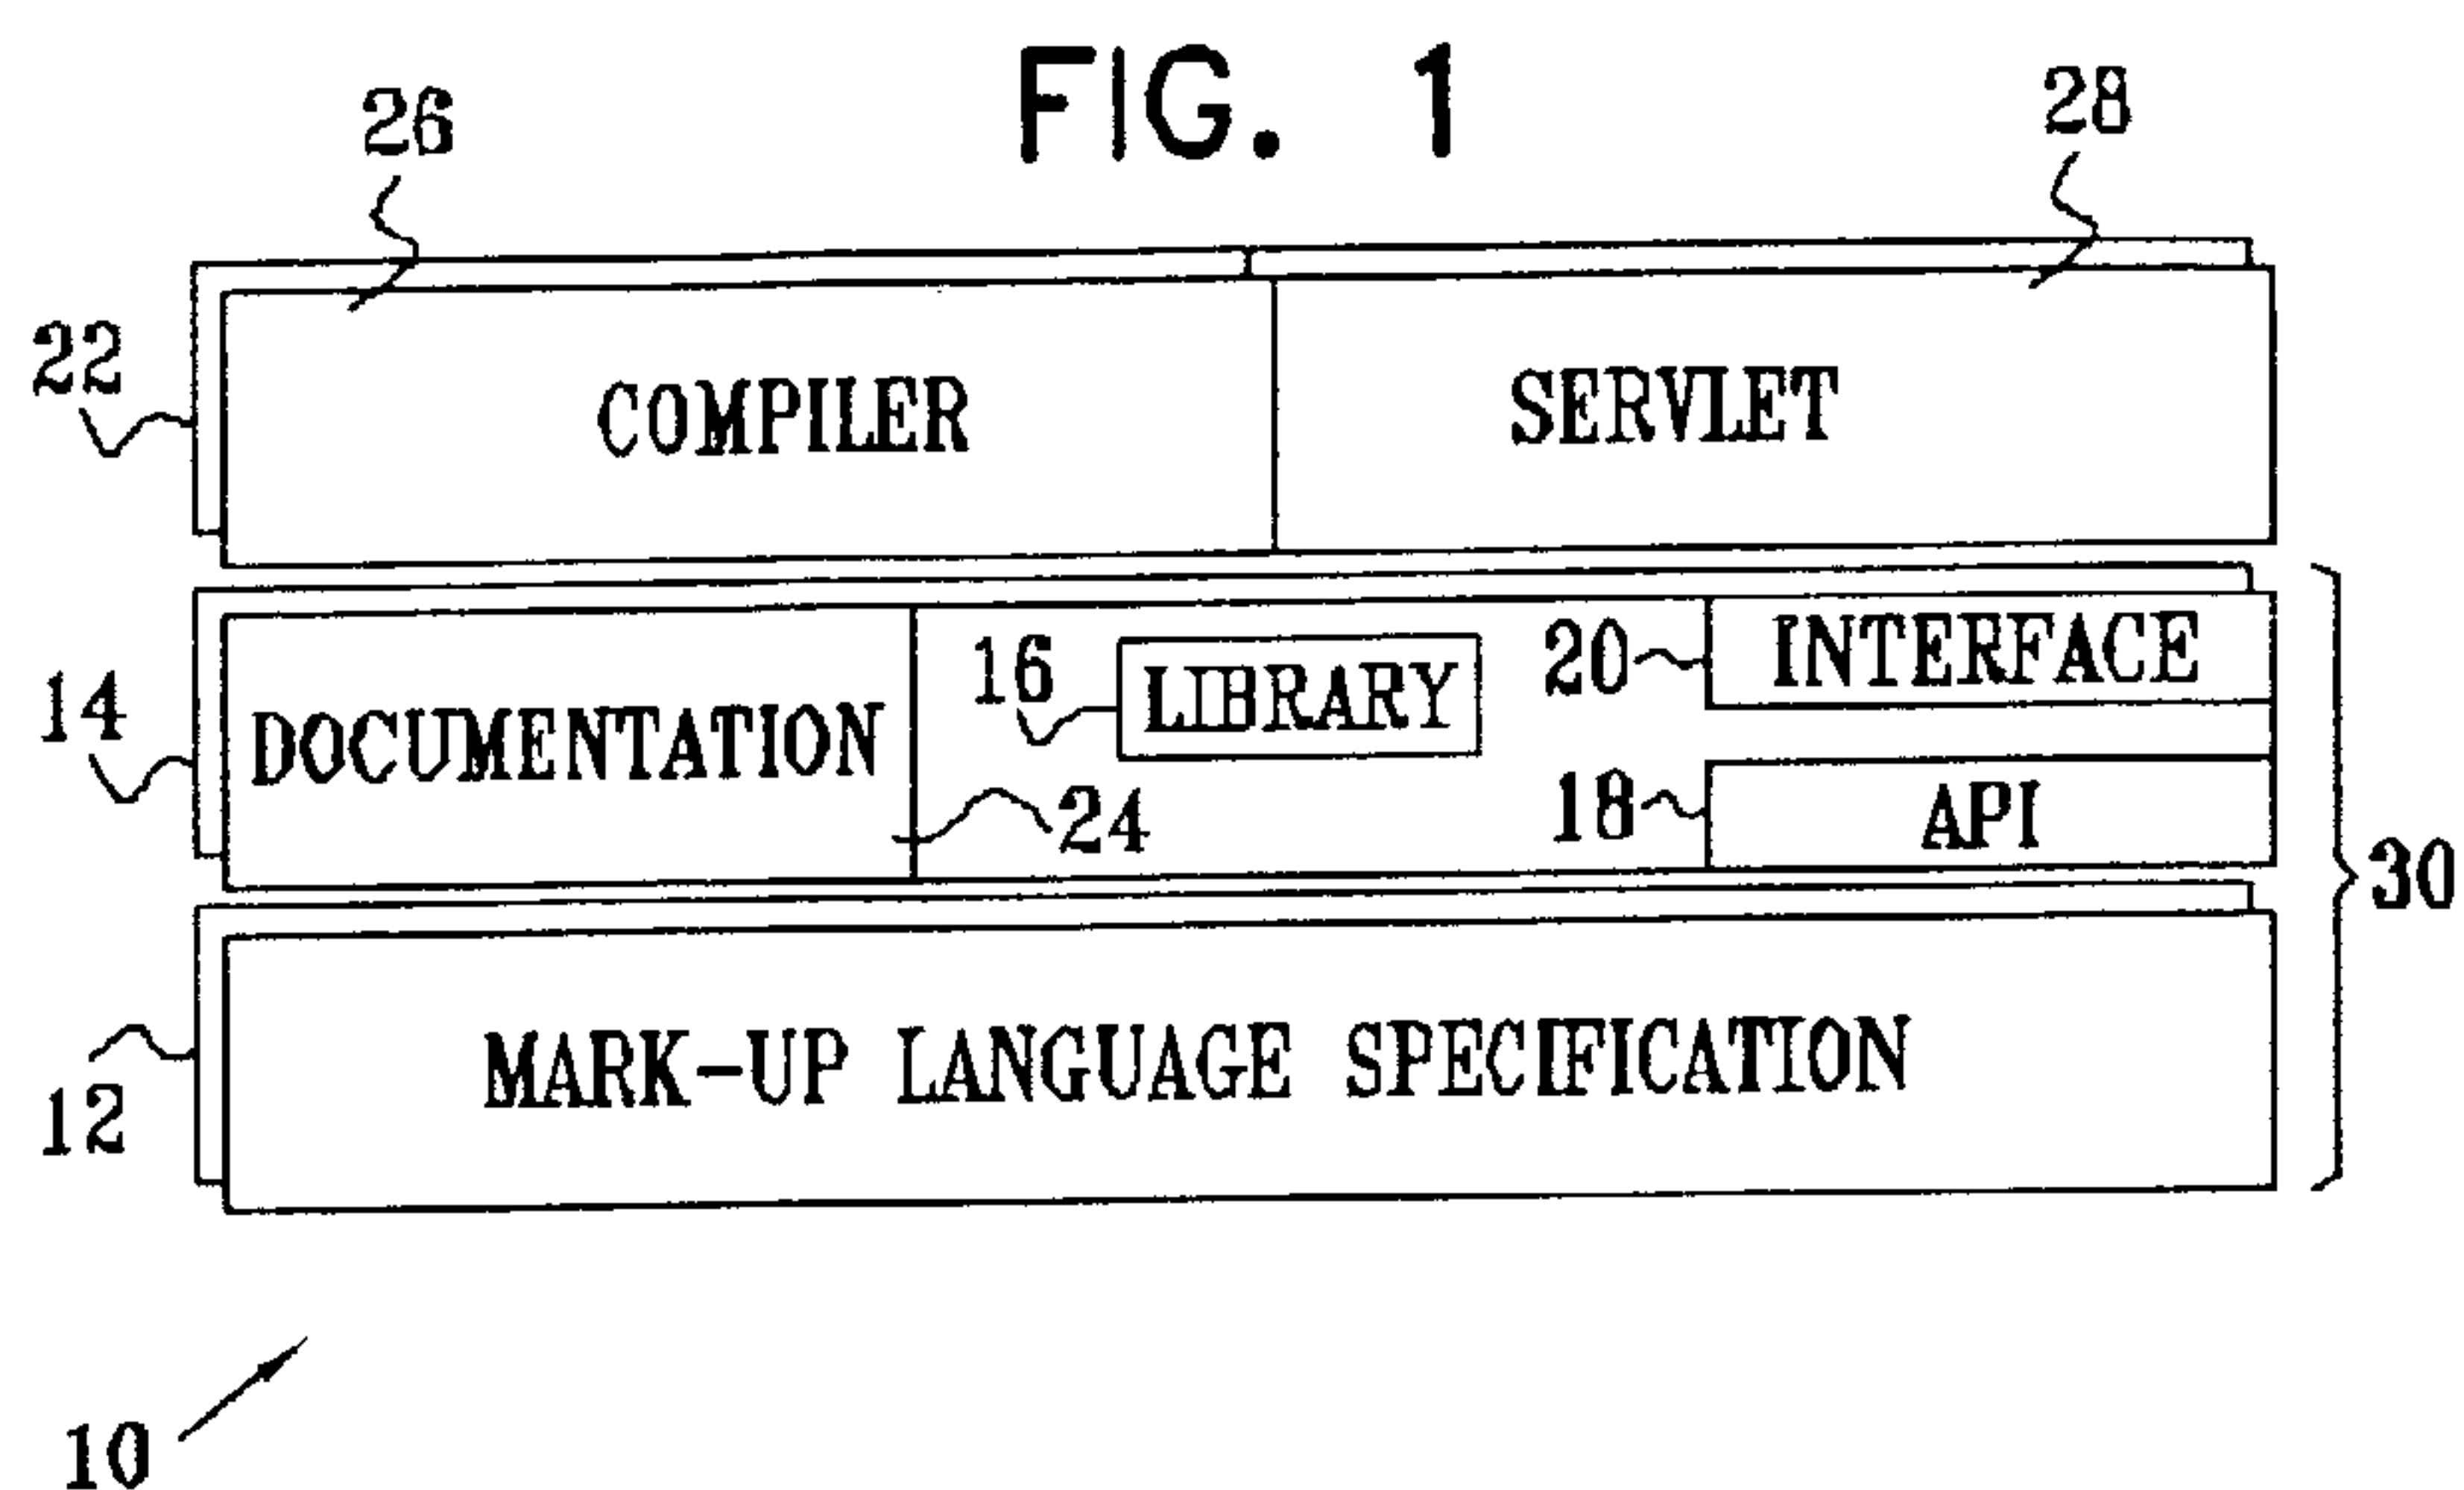 FIG. 1
26
28
22
COMPILER
SERVLET
14
DOCUMENTATION
16
LIBRARY
20
INTERFACE
24
18
API
30
12
MARK-UP LANGUAGE SPECIFICATION
10